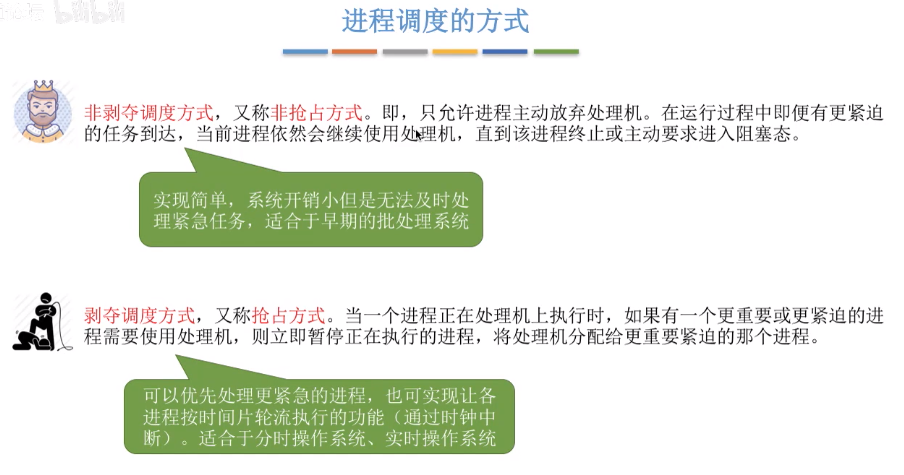 进程调度的方式
非剥夺调度方式，又称非抢占方式。即，只允许进程主动放弃处理机。在运行过程中即便有更紧迫
的任务到达，当前进程依然会继续使用处理机，直到该进程终止或主动要求进入阻塞态。
实现简单，系统开销小但是无法及时处
理紧急任务，适合于早期的批处理系统
剥夺调度方式，又称抢占方式。当一个进程正在处理机上执行时，如果有一个更重要或更紧迫的进
程需要使用处理机，则立即暂停正在执行的进程，将处理机分配给更重要紧迫的那个进程。
可以优先处理更紧急的进程，也可实现让各
进程按时间片轮流执行的功能（通过时钟中
断）。适合于分时操作系统、实时操作系统